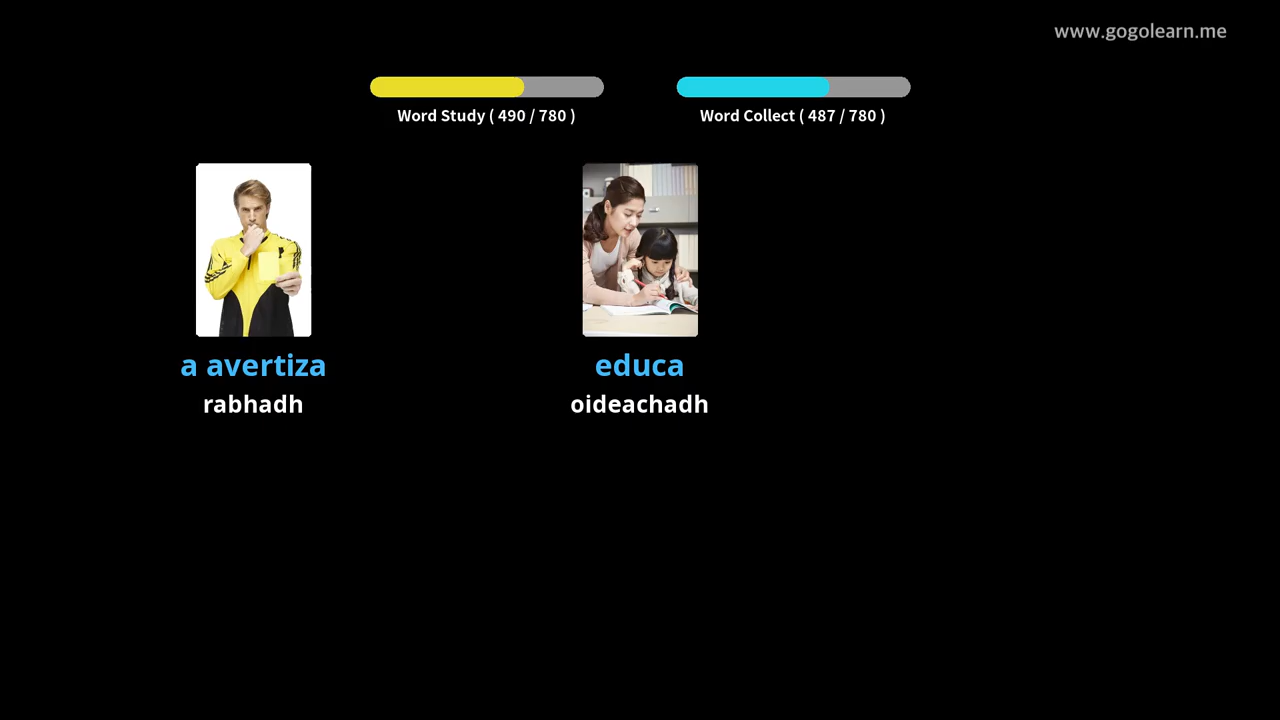 www.gogolearn.me
Word Study ( 490 / 780 )
Word Collect ( 487 / 780 )
a avertiza
rabhadh
educa
oideachadh